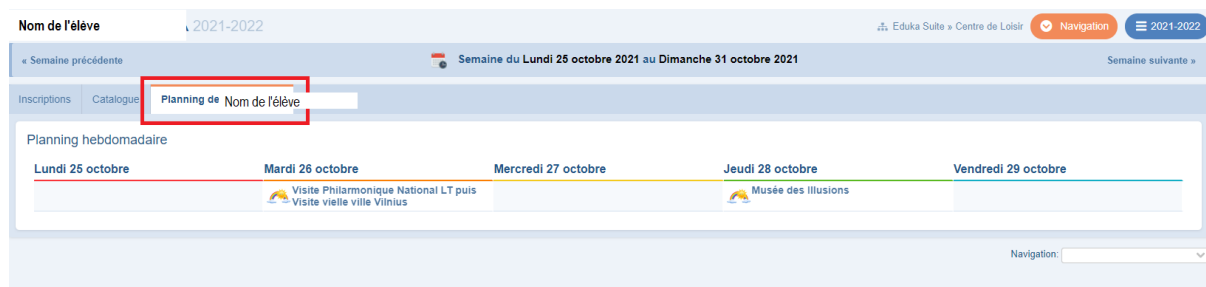 Nom de l'élève 2021-2022 Eduka Suite » Centre de Loisir Navigation 2021-2022
« Semaine précédente Semaine du Lundi 25 octobre 2021 au Dimanche 31 octobre 2021 Semaine suivante »
Inscriptions Catalogue Planning de Nom de l'élève
Planning hebdomadaire
Lundi 25 octobre Mardi 26 octobre Mercredi 27 octobre Jeudi 28 octobre Vendredi 29 octobre
Visite Philarmonique National LT puis Musée des Illusions
Visite vielle ville Vilnius
Navigation: